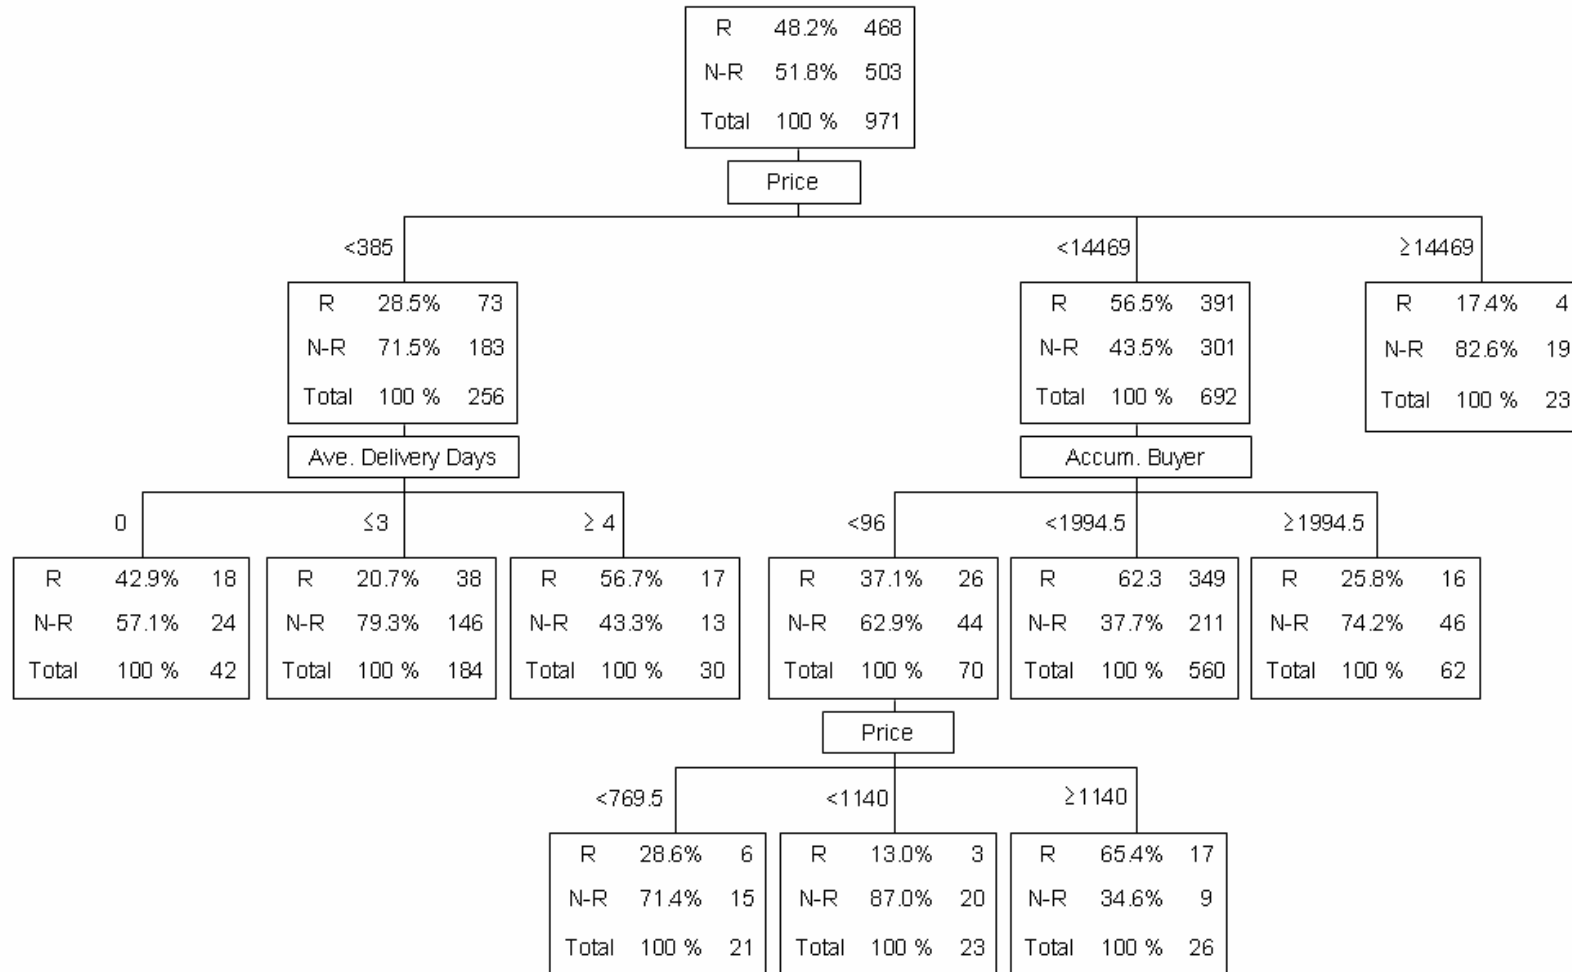 R 48.2% 468
N-R 51.8% 503
Total 100 % 971
Price
<385
<14469
≥14469
R 28.5% 73
N-R 71.5% 183
Total 100 % 256
R 56.5% 391
N-R 43.5% 301
Total 100 % 692
R 17.4% 4
N-R 82.6% 19
Total 100 % 23
Ave. Delivery Days
Accum. Buyer
0
≤3
≥ 4
<96
<1994.5
≥1994.5
R 42.9% 18
N-R 57.1% 24
Total 100 % 42
R 20.7% 38
N-R 79.3% 146
Total 100 % 184
R 56.7% 17
N-R 43.3% 13
Total 100 % 30
R 37.1% 26
N-R 62.9% 44
Total 100 % 70
R 62.3 349
N-R 37.7% 211
Total 100 % 560
R 25.8% 16
N-R 74.2% 46
Total 100 % 62
Price
<769.5
<1140
≥1140
R 28.6% 6
N-R 71.4% 15
Total 100 % 21
R 13.0% 3
N-R 87.0% 20
Total 100 % 23
R 65.4% 17
N-R 34.6% 9
Total 100 % 26